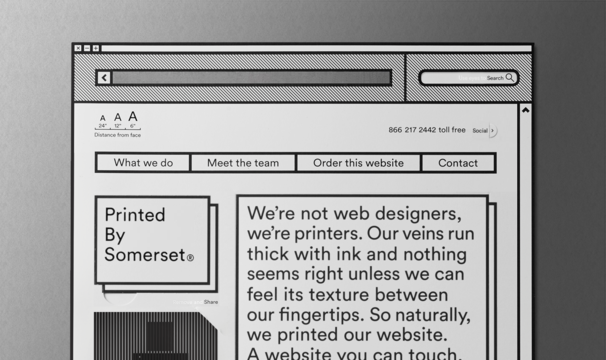 Search
A A A
24" 12" 6"
Distance from face
866 217 2442 toll free Social
What we do Meet the team Order this website Contact
Printed
By
Somerset®
Share
We're not web designers,
we're printers. Our veins run
thick with ink and nothing
seems right unless we can
feel its texture between
our fingertips. So naturally,
we printed our website.
A website you can touch.